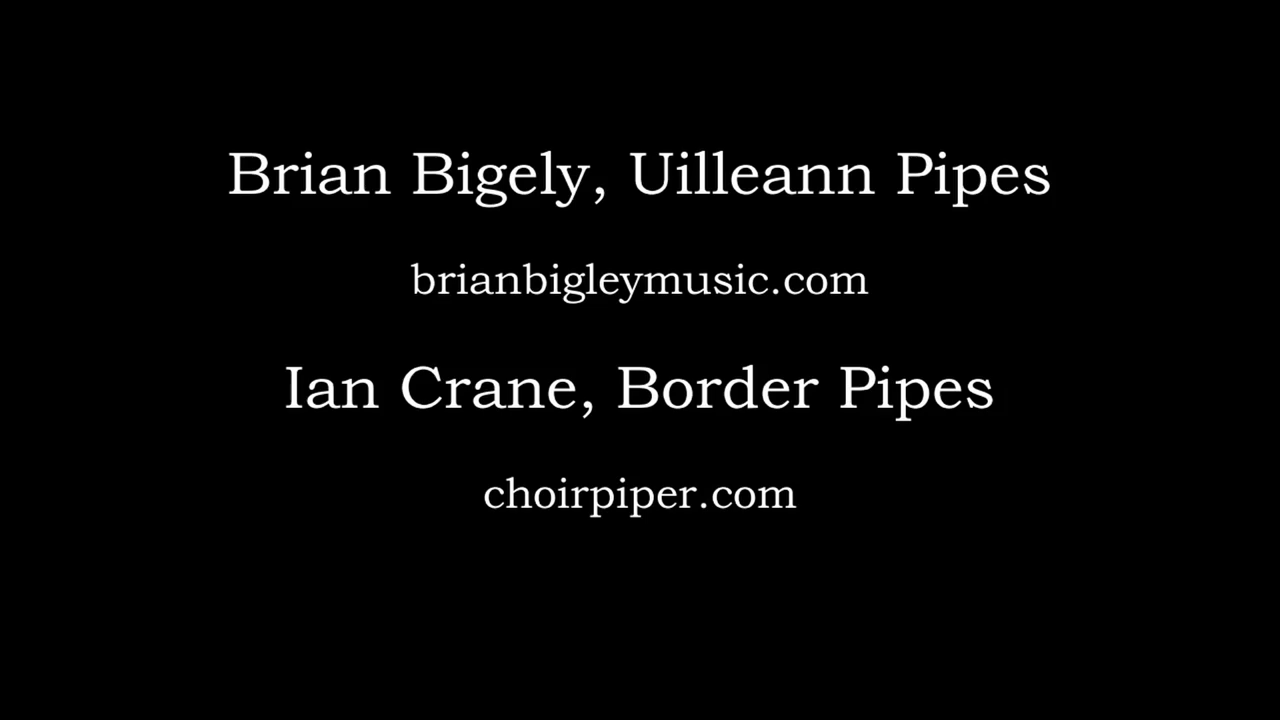 Brian Bigely, Uilleann Pipes
brianbigleymusic.com
Ian Crane, Border Pipes
choirpiper.com